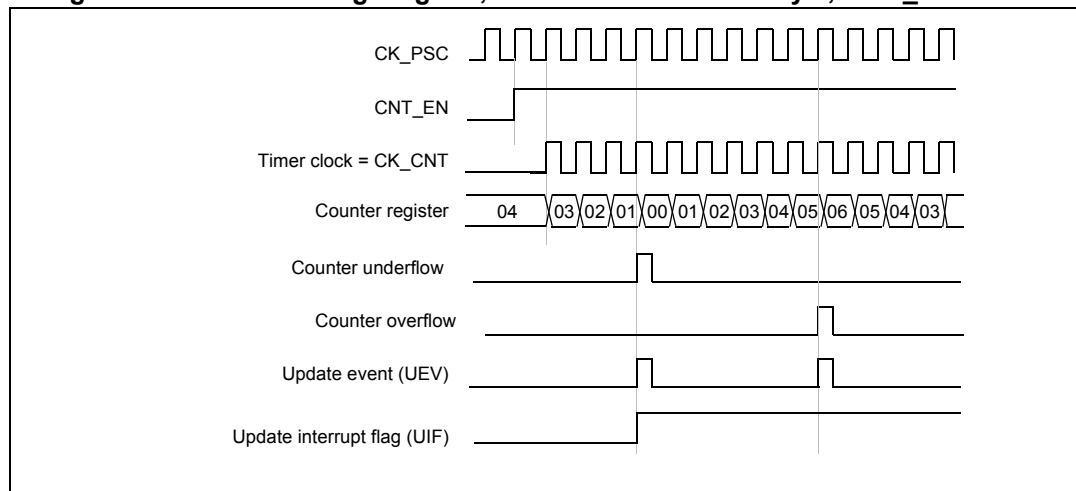 CK_PSC
CNT_EN
Timer clock = CK_CNT
Counter register 04 03 02 01 00 01 02 03 04 05 06 05 04 03
Counter underflow
Counter overflow
Update event (UEV)
Update interrupt flag (UIF)